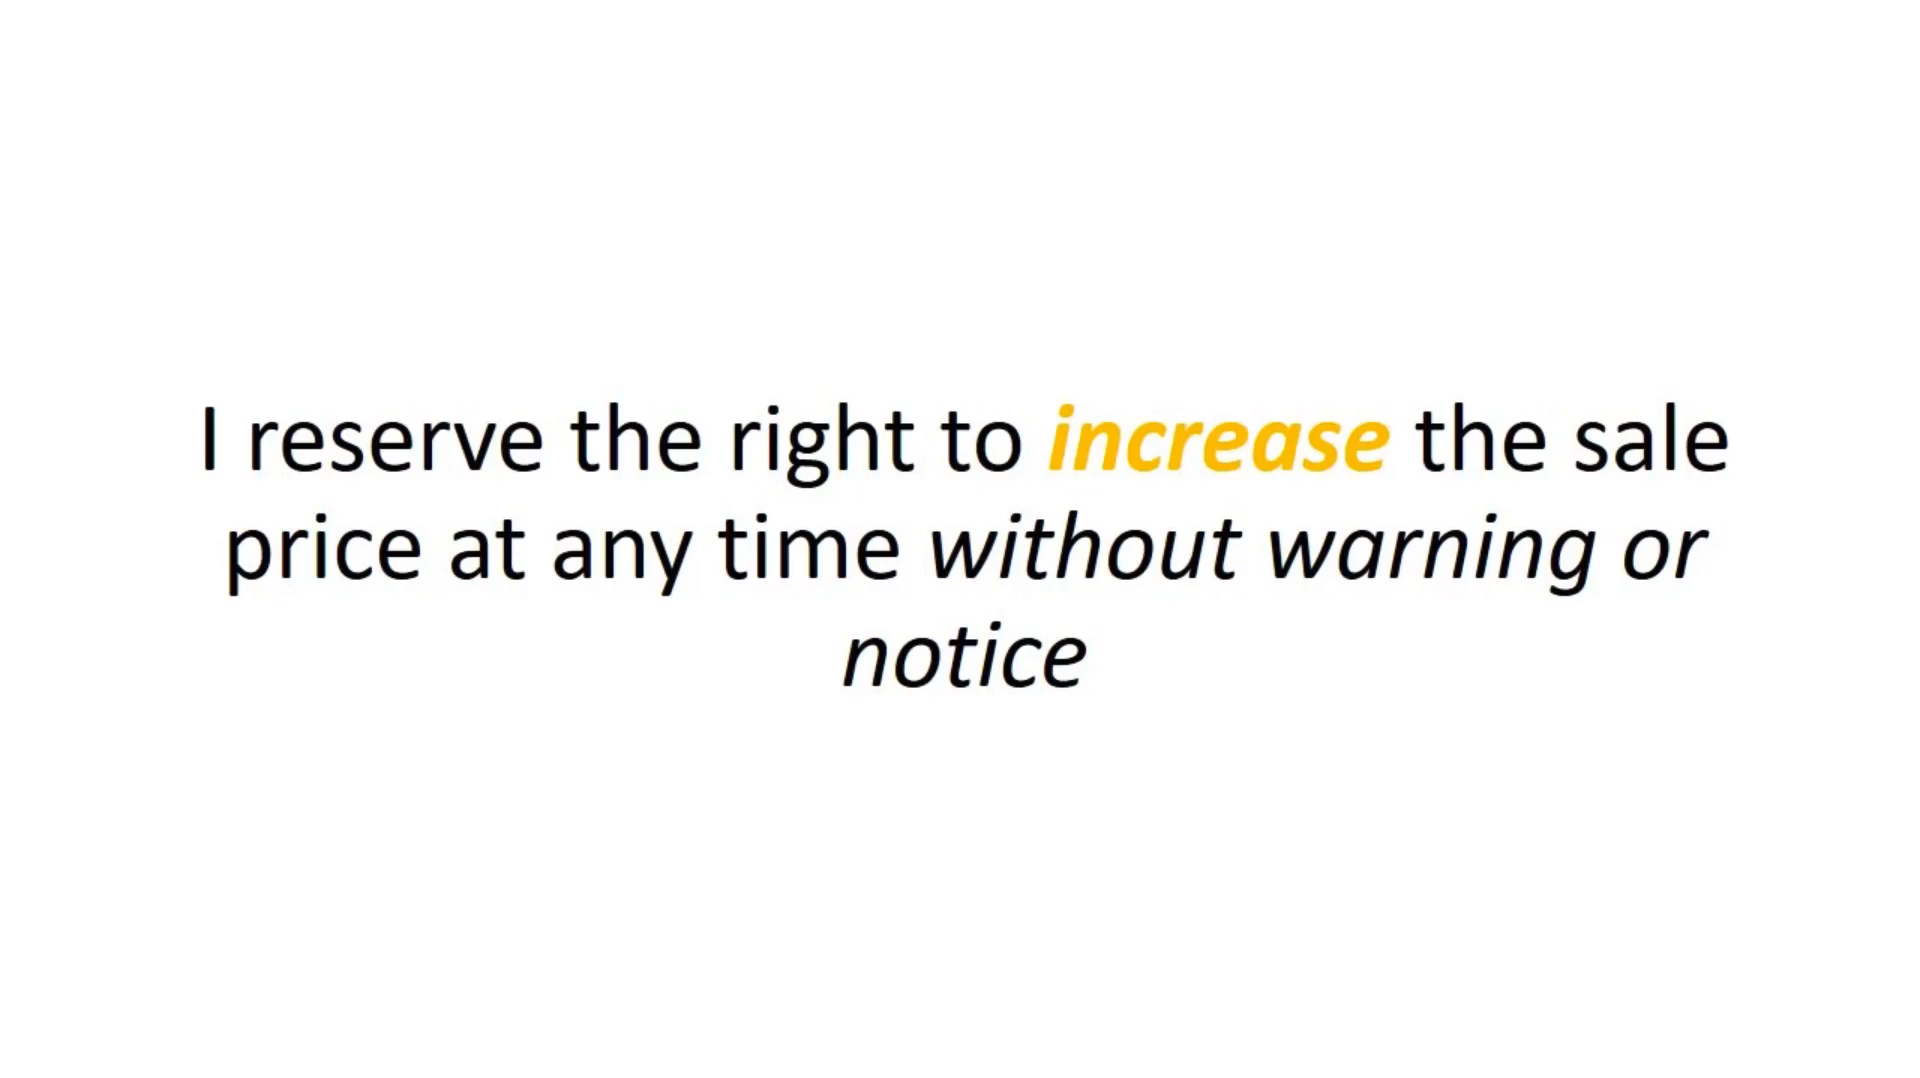 I reserve the right to increase the sale
price at any time without warning or
notice